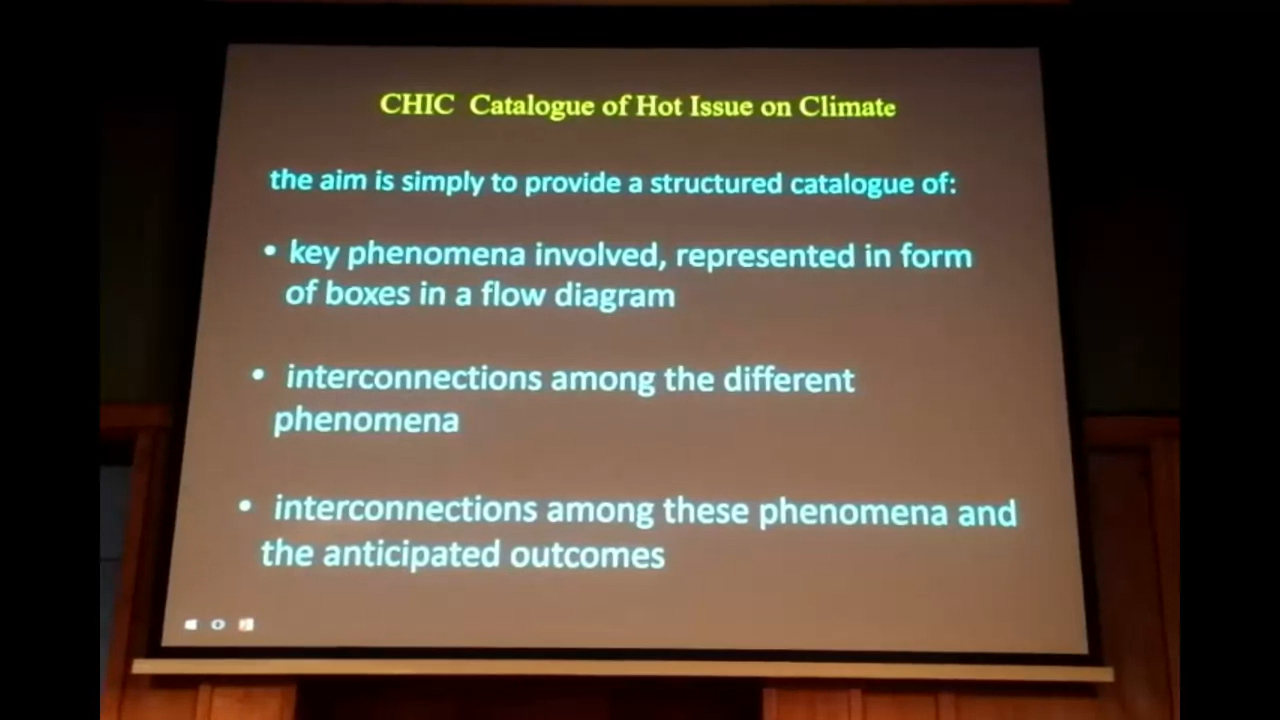 CHIC Catalogue of Hot Issue on Climate
the aim is simply to provide a structured catalogue of:
• key phenomena involved, represented in form
of boxes in a flow diagram
• interconnections among the different
phenomena
• interconnections among these phenomena and
the anticipated outcomes